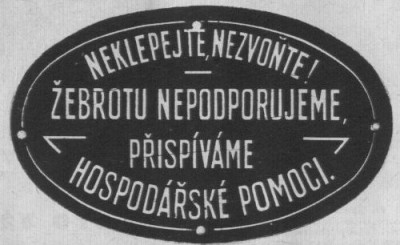 NEKLEPEJTE, NEZVOŇTE!
ŽEBROTU NEPODPORUJEME,
PŘISPÍVÁME
HOSPODÁŘSKÉ POMOCI.